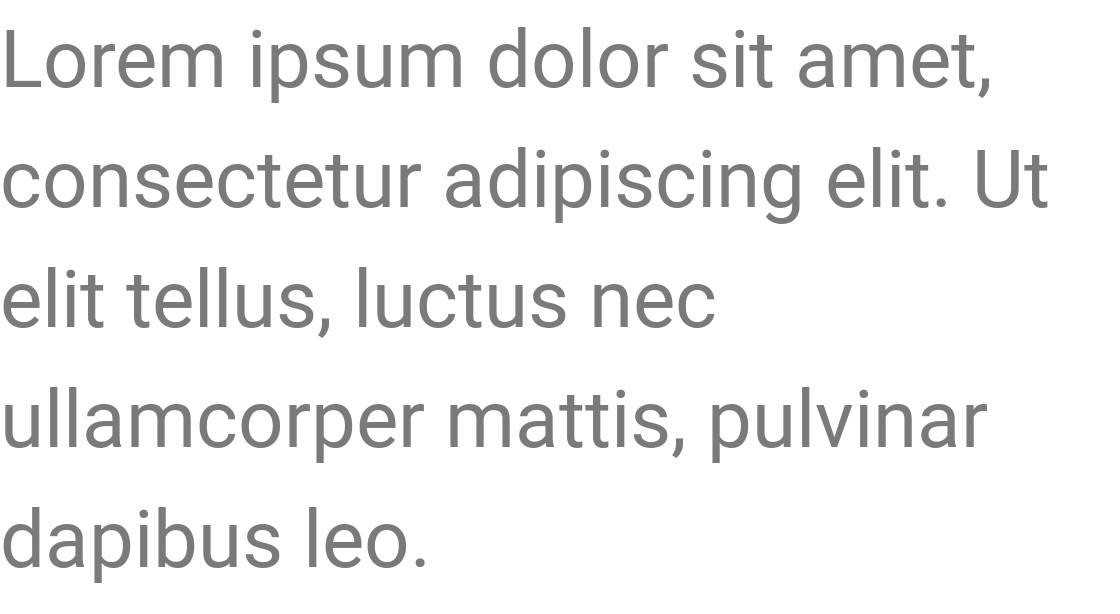 Lorem ipsum dolor sit amet,
consectetur adipiscing elit. Ut
elit tellus, luctus nec
ullamcorper mattis, pulvinar
dapibus leo.